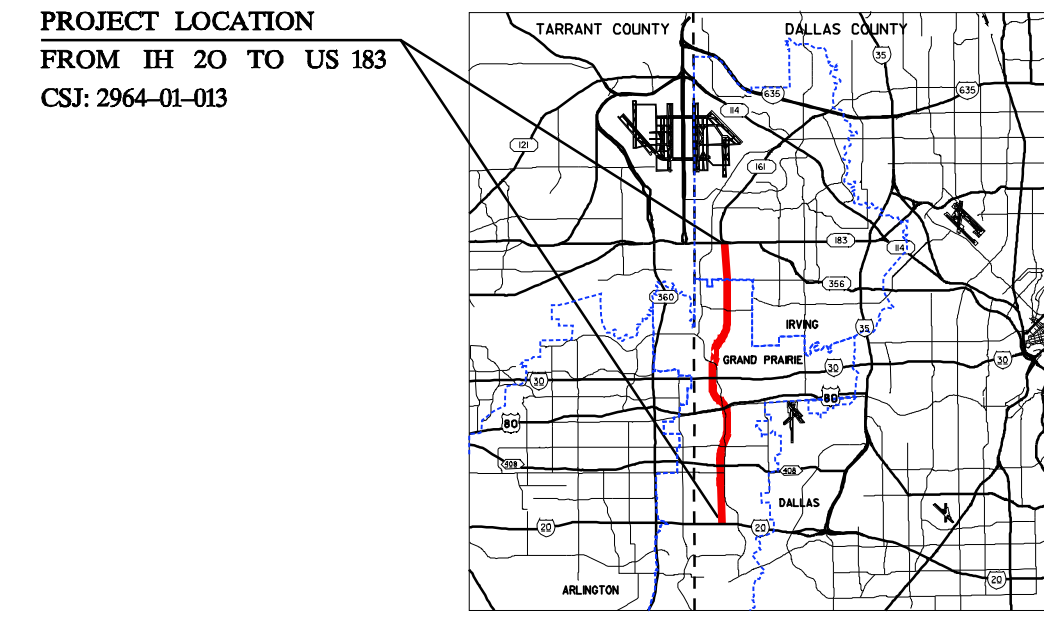 PROJECT LOCATION
FROM IH 20 TO US 183
CSJ: 2964-01-013
TARRANT COUNTY
DALLAS COUNTY
35
635
635
114
121
161
183
114
356
360
IRVING
35
GRAND PRAIRIE
30
30
30
80
80
408
408
DALLAS
20
20
20
ARLINGTON